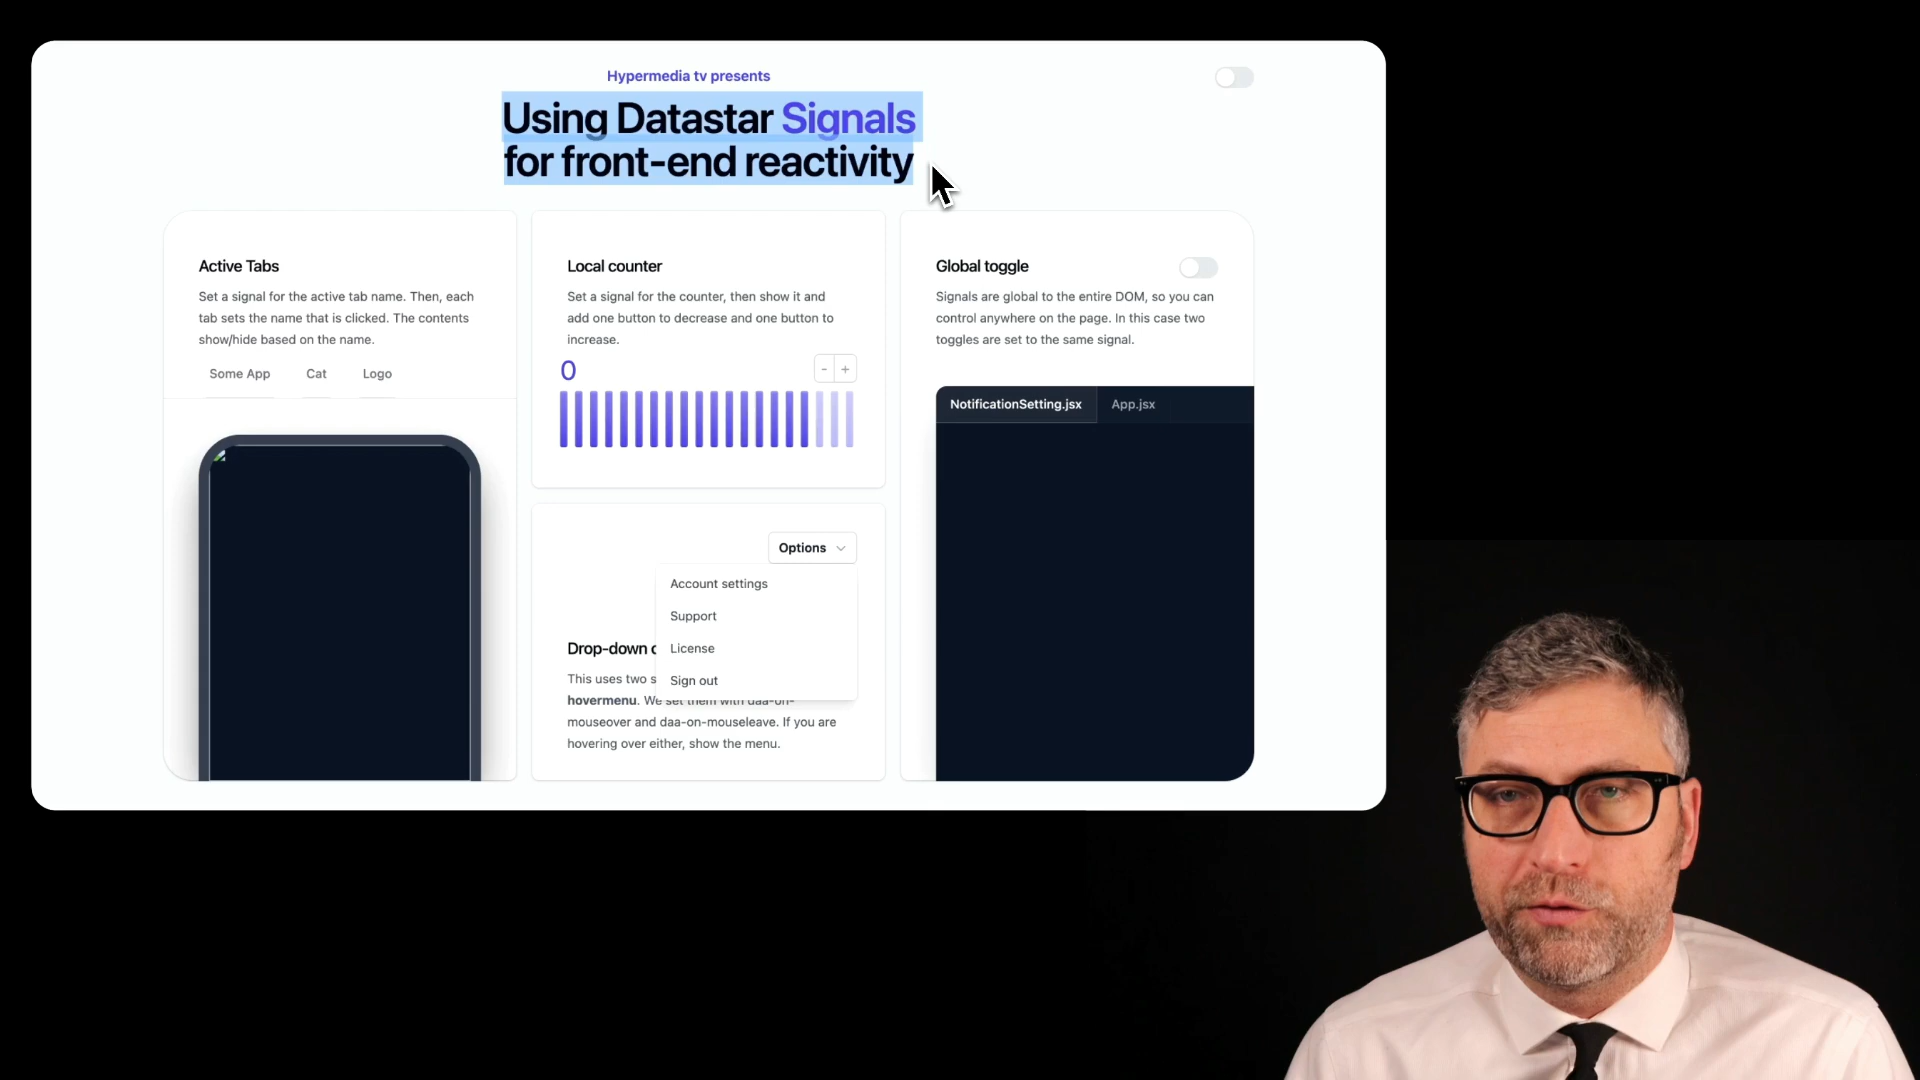 Hypermedia tv presents
Using Datastar Signals
for front-end reactivity
Active Tabs
Set a signal for the active tab name. Then, each
tab sets the name that is clicked. The contents
show/hide based on the name.
Some App Cat Logo
Local counter
Set a signal for the counter, then show it and
add one button to decrease and one button to
increase.
0
- +
Options
Account settings
Support
License
Sign out
Drop-down
This uses two
hovermenu. We set them with daa-on-
mouseover and daa-on-mouseleave. If you are
hovering over either, show the menu.
Global toggle
Signals are global to the entire DOM, so you can
control anywhere on the page. In this case two
toggles are set to the same signal.
NotificationSetting.jsx App.jsx